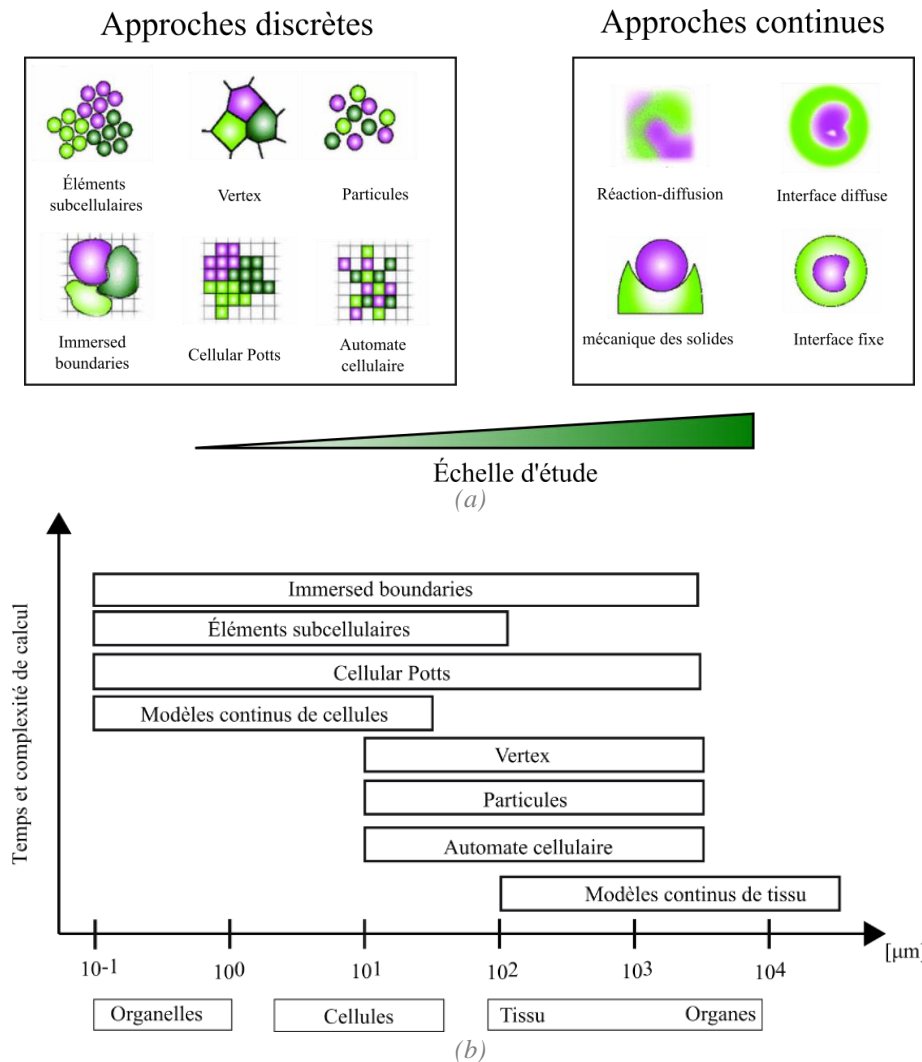 Approches discrètes
Approches continues
Éléments
subcellulaires
Vertex
Particules
Réaction-diffusion
Interface diffuse
Immersed
boundaries
Cellular Potts
Automate
cellulaire
mécanique des solides
Interface fixe
Échelle d'étude
(a)
Temps et complexité de calcul
Immersed boundaries
Éléments subcellulaires
Cellular Potts
Modèles continus de cellules
Vertex
Particules
Automate cellulaire
Modèles continus de tissu
10-1 10⁰ 10¹ 10² 10³ 10⁴ [µm]
Organelles Cellules Tissu Organes
(b)